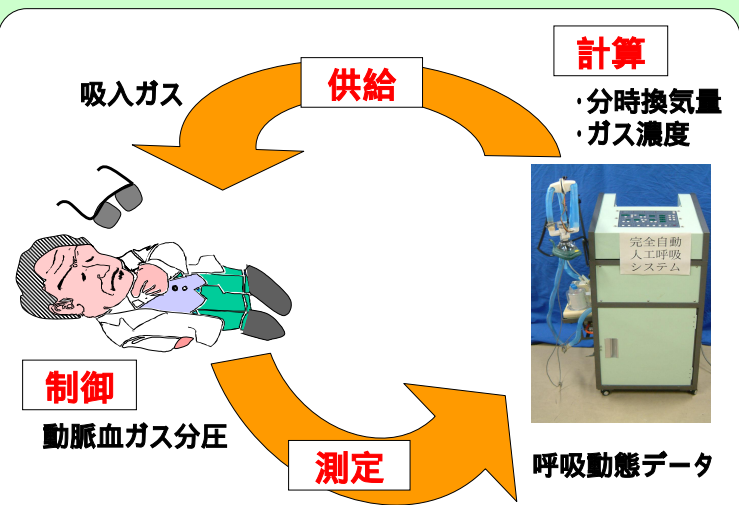 計算
供給
吸入ガス
・分時換気量
・ガス濃度
完全自動
人工呼吸
システム
制御
動脈血ガス分圧
測定
呼吸動態データ